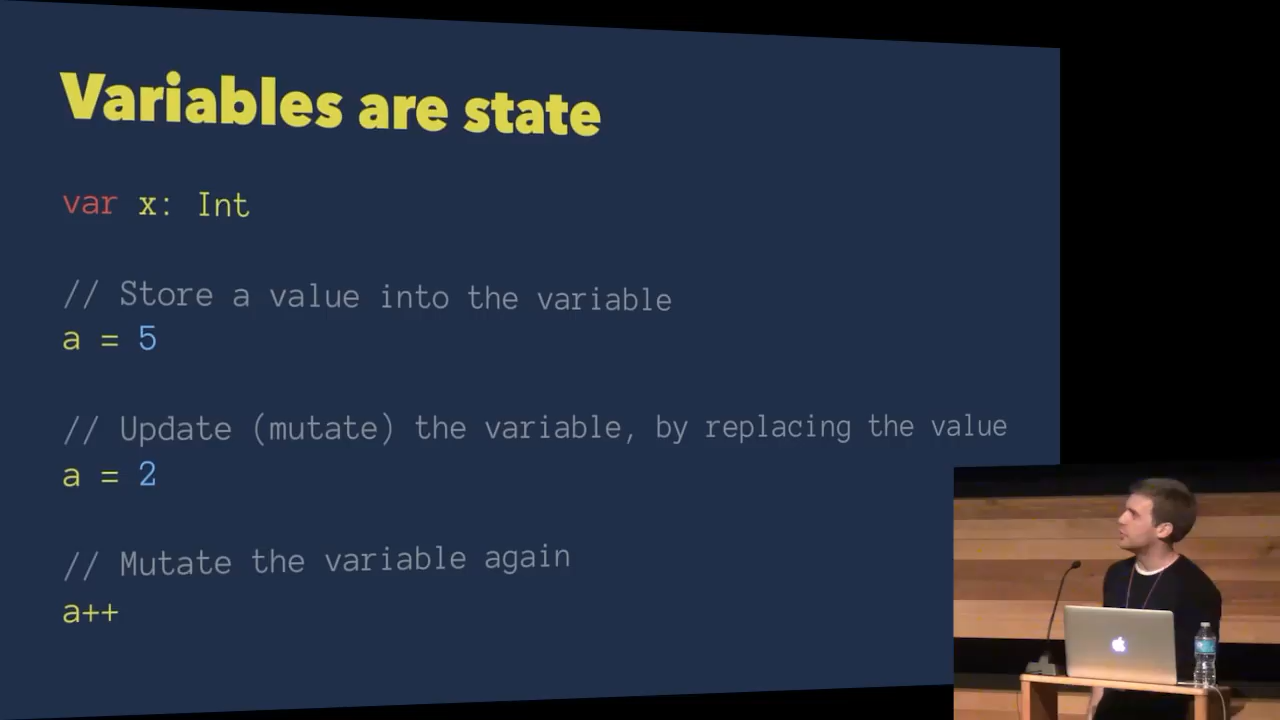 Variables are state
var x: Int
// Store a value into the variable
a = 5
// Update (mutate) the variable, by replacing the value
a = 2
// Mutate the variable again
a++